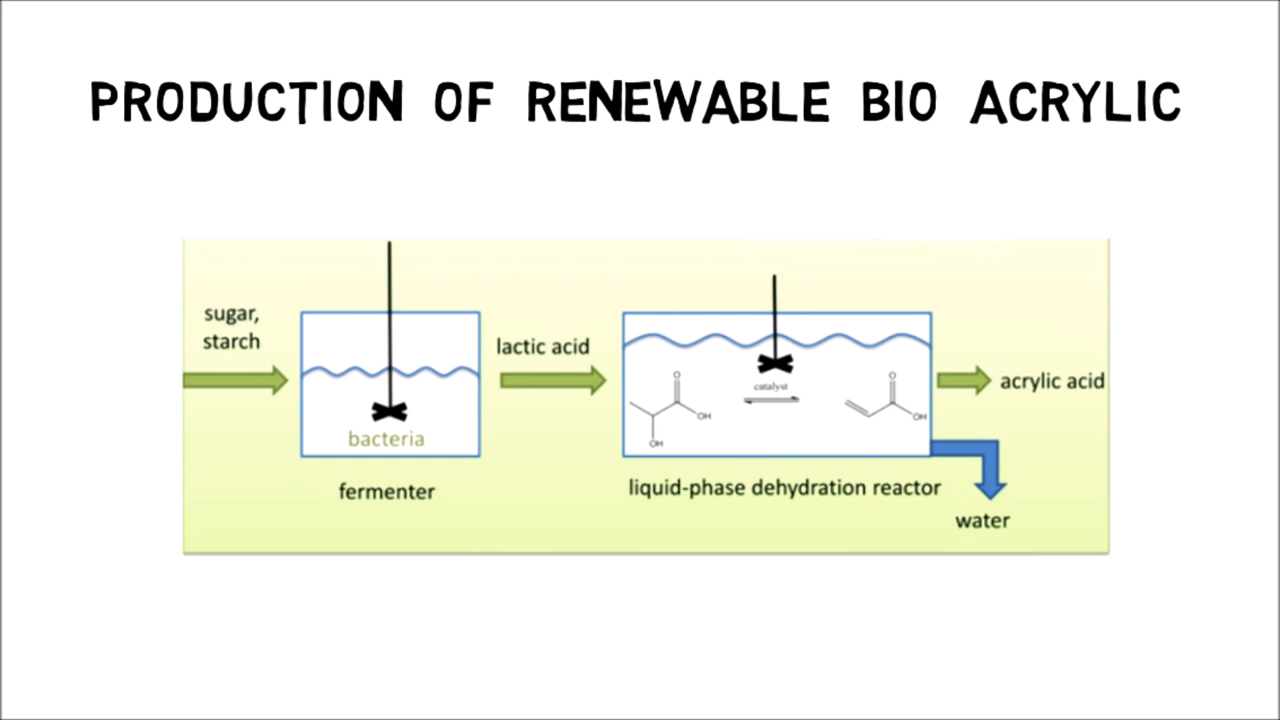 PRODUCTION OF RENEWABLE BIO ACRYLIC
sugar,
starch
bacteria
fermenter
lactic acid
catalyst
O
OH
OH
O
OH
liquid-phase dehydration reactor
acrylic acid
water